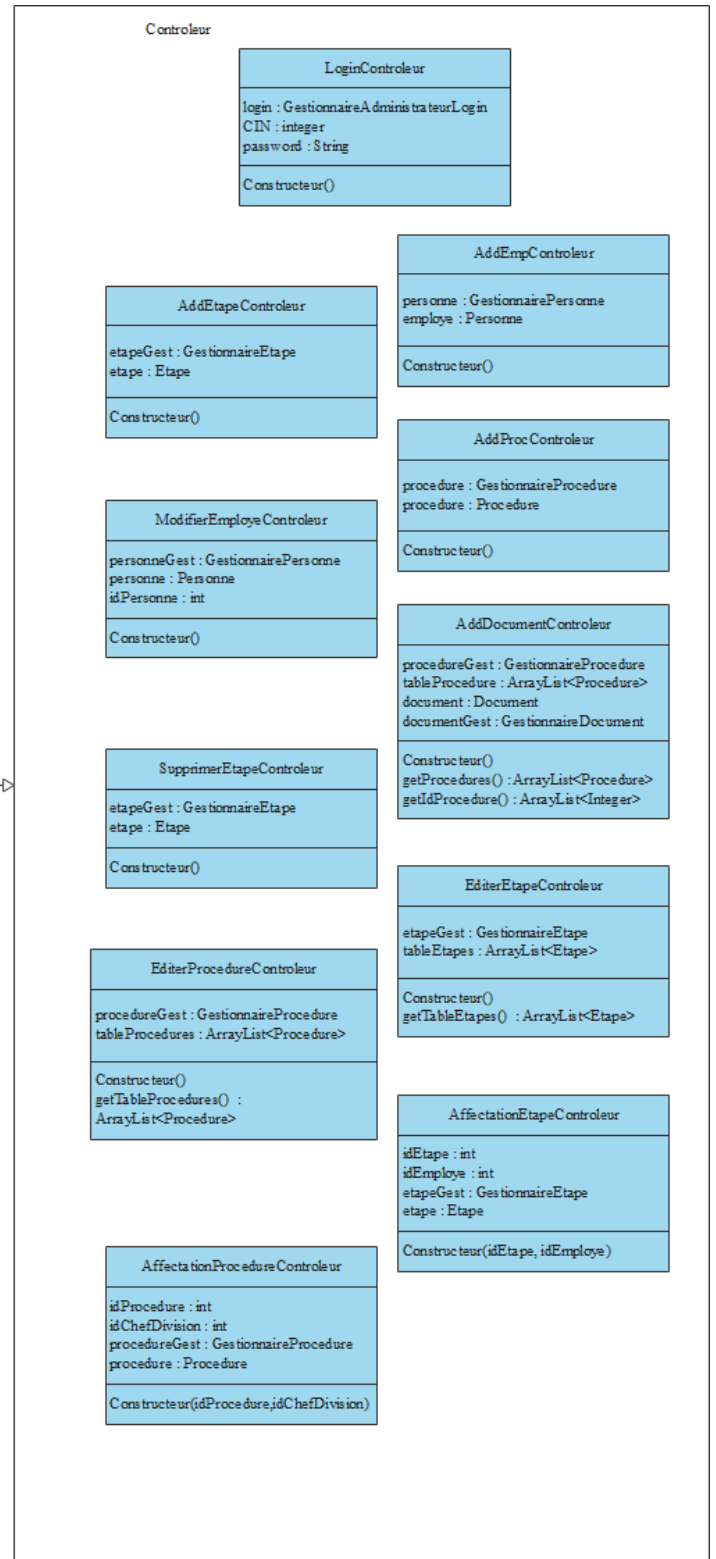 Controleur
LoginControleur
login : GestionnaireAdministrateurLogin
CIN : integer
password : String
Constructeur()
AddEmpControleur
personne : GestionnairePersonne
employe : Personne
Constructeur()
AddEtapeControleur
etapeGest : GestionnaireEtape
etape : Etape
Constructeur()
AddProcControleur
procedure : GestionnaireProcedure
procedure : Procedure
Constructeur()
ModifierEmployeControleur
personneGest : GestionnairePersonne
personne : Personne
idPersonne : int
Constructeur()
AddDocumentControleur
procedureGest : GestionnaireProcedure
tableProcedure : ArrayList<Procedure>
document : Document
documentGest : GestionnaireDocument
Constructeur()
getProcedures() : ArrayList<Procedure>
getIdProcedure() : ArrayList<Integer>
SupprimerEtapeControleur
etapeGest : GestionnaireEtape
etape : Etape
Constructeur()
EditerEtapeControleur
etapeGest : GestionnaireEtape
tableEtapes : ArrayList<Etape>
Constructeur()
getTableEtapes() : ArrayList<Etape>
EditerProcedureControleur
procedureGest : GestionnaireProcedure
tableProcedures : ArrayList<Procedure>
Constructeur()
getTableProcedures() :
ArrayList<Procedure>
AffectationEtapeControleur
idEtape : int
idEmploye : int
etapeGest : GestionnaireEtape
etape : Etape
Constructeur(idEtape, idEmploye)
AffectationProcedureControleur
idProcedure : int
idChefDivision : int
procedureGest : GestionnaireProcedure
procedure : Procedure
Constructeur(idProcedure,idChefDivision)